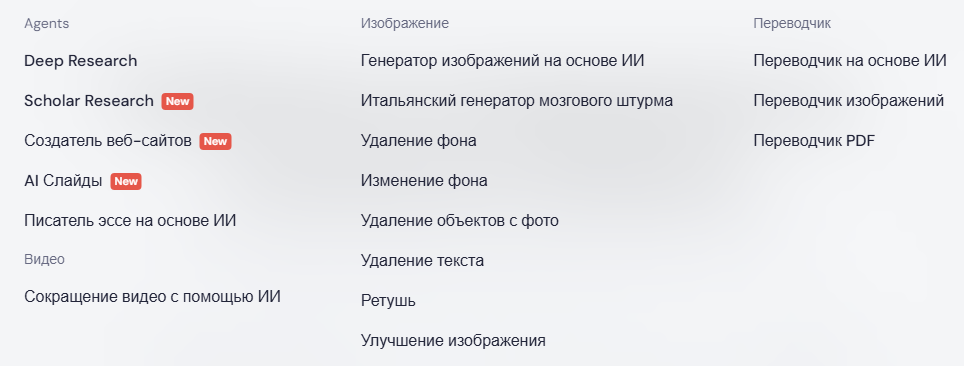 Agents
Deep Research
Scholar Research New
Создатель веб-сайтов New
AI Слайды New
Писатель эссе на основе ИИ
Видео
Сокращение видео с помощью ИИ
Изображение
Генератор изображений на основе ИИ
Итальянский генератор мозгового штурма
Удаление фона
Изменение фона
Удаление объектов с фото
Удаление текста
Ретушь
Улучшение изображения
Переводчик
Переводчик на основе ИИ
Переводчик изображений
Переводчик PDF